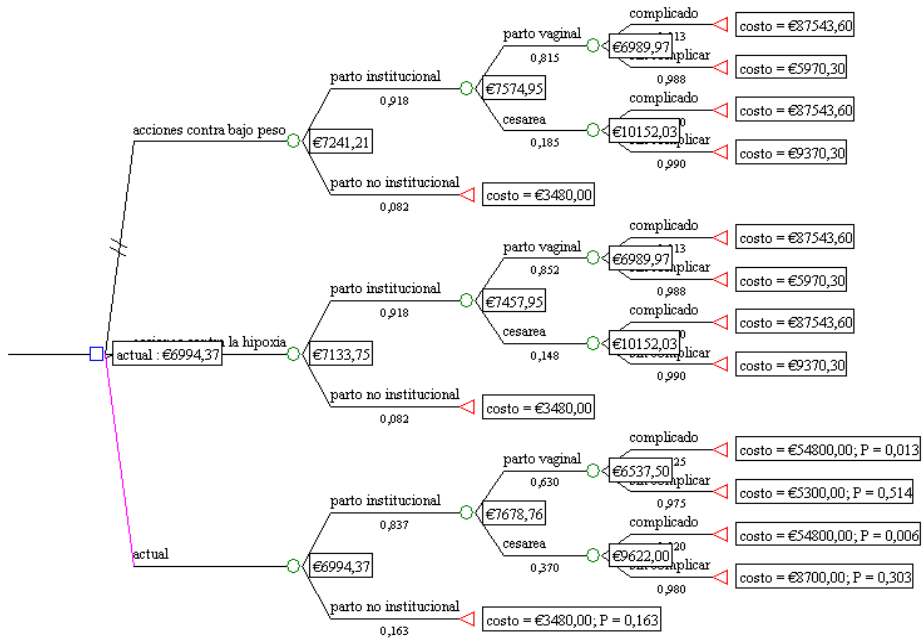 complicado
costo = €87543,60
parto vaginal
€6989,97
0,815
costo = €5970,30
0,988
parto institucional
€7574,95
0,918
complicado
costo = €87543,60
cesarea
€10152,03
0,185
costo = €9370,30
0,990
acciones contra bajo peso
€7241,21
parto no institucional
costo = €3480,00
0,082
complicado
costo = €87543,60
parto vaginal
€6989,97
0,852
costo = €5970,30
0,988
parto institucional
€7457,95
0,918
complicado
costo = €87543,60
cesarea
€10152,03
0,148
costo = €9370,30
0,990
la hipoxia
actual : €6994,37
€7133,75
parto no institucional
costo = €3480,00
0,082
complicado
costo = €54800,00; P = 0,013
parto vaginal
€6537,50
0,630
costo = €5300,00; P = 0,514
0,975
parto institucional
€7678,76
0,837
complicado
costo = €54800,00; P = 0,006
cesarea
€9622,00
0,370
costo = €8700,00; P = 0,303
0,980
actual
€6994,37
parto no institucional
costo = €3480,00; P = 0,163
0,163